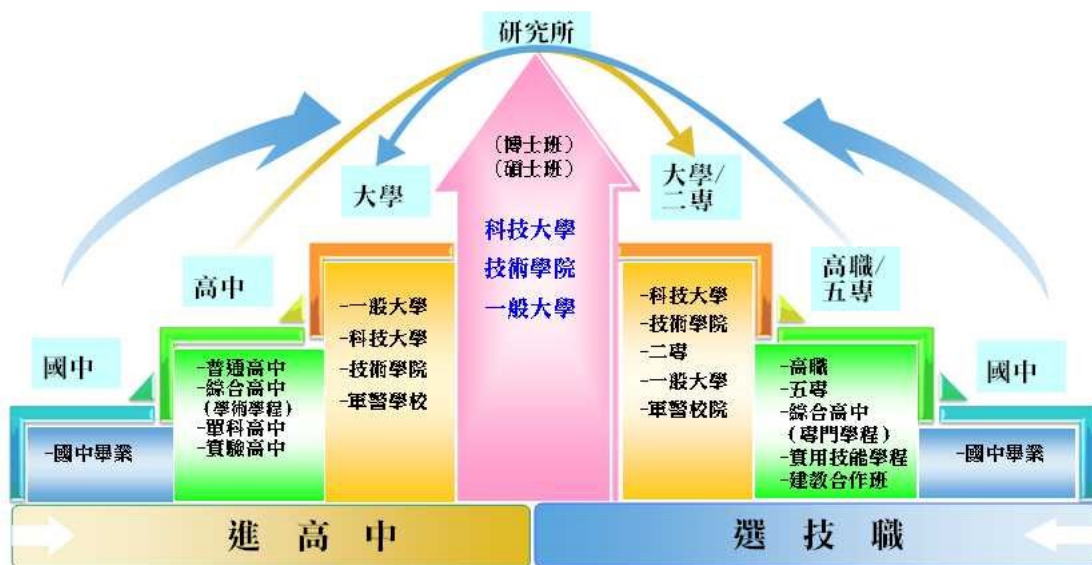 研究所
(博士班)
(碩士班)
科技大學
技術學院
一般大學
大學
大學/
二專
高中
高職/
五專
國中
國中
-國中畢業
-普通高中
-綜合高中
(學術學程)
-單科高中
-實驗高中
-一般大學
-科技大學
-技術學院
-軍警學校
-科技大學
-技術學院
-二專
-一般大學
-軍警校院
-高職
-五專
-綜合高中
(專門學程)
-實用技能學程
-建教合作班
-國中畢業
進高中
選技職